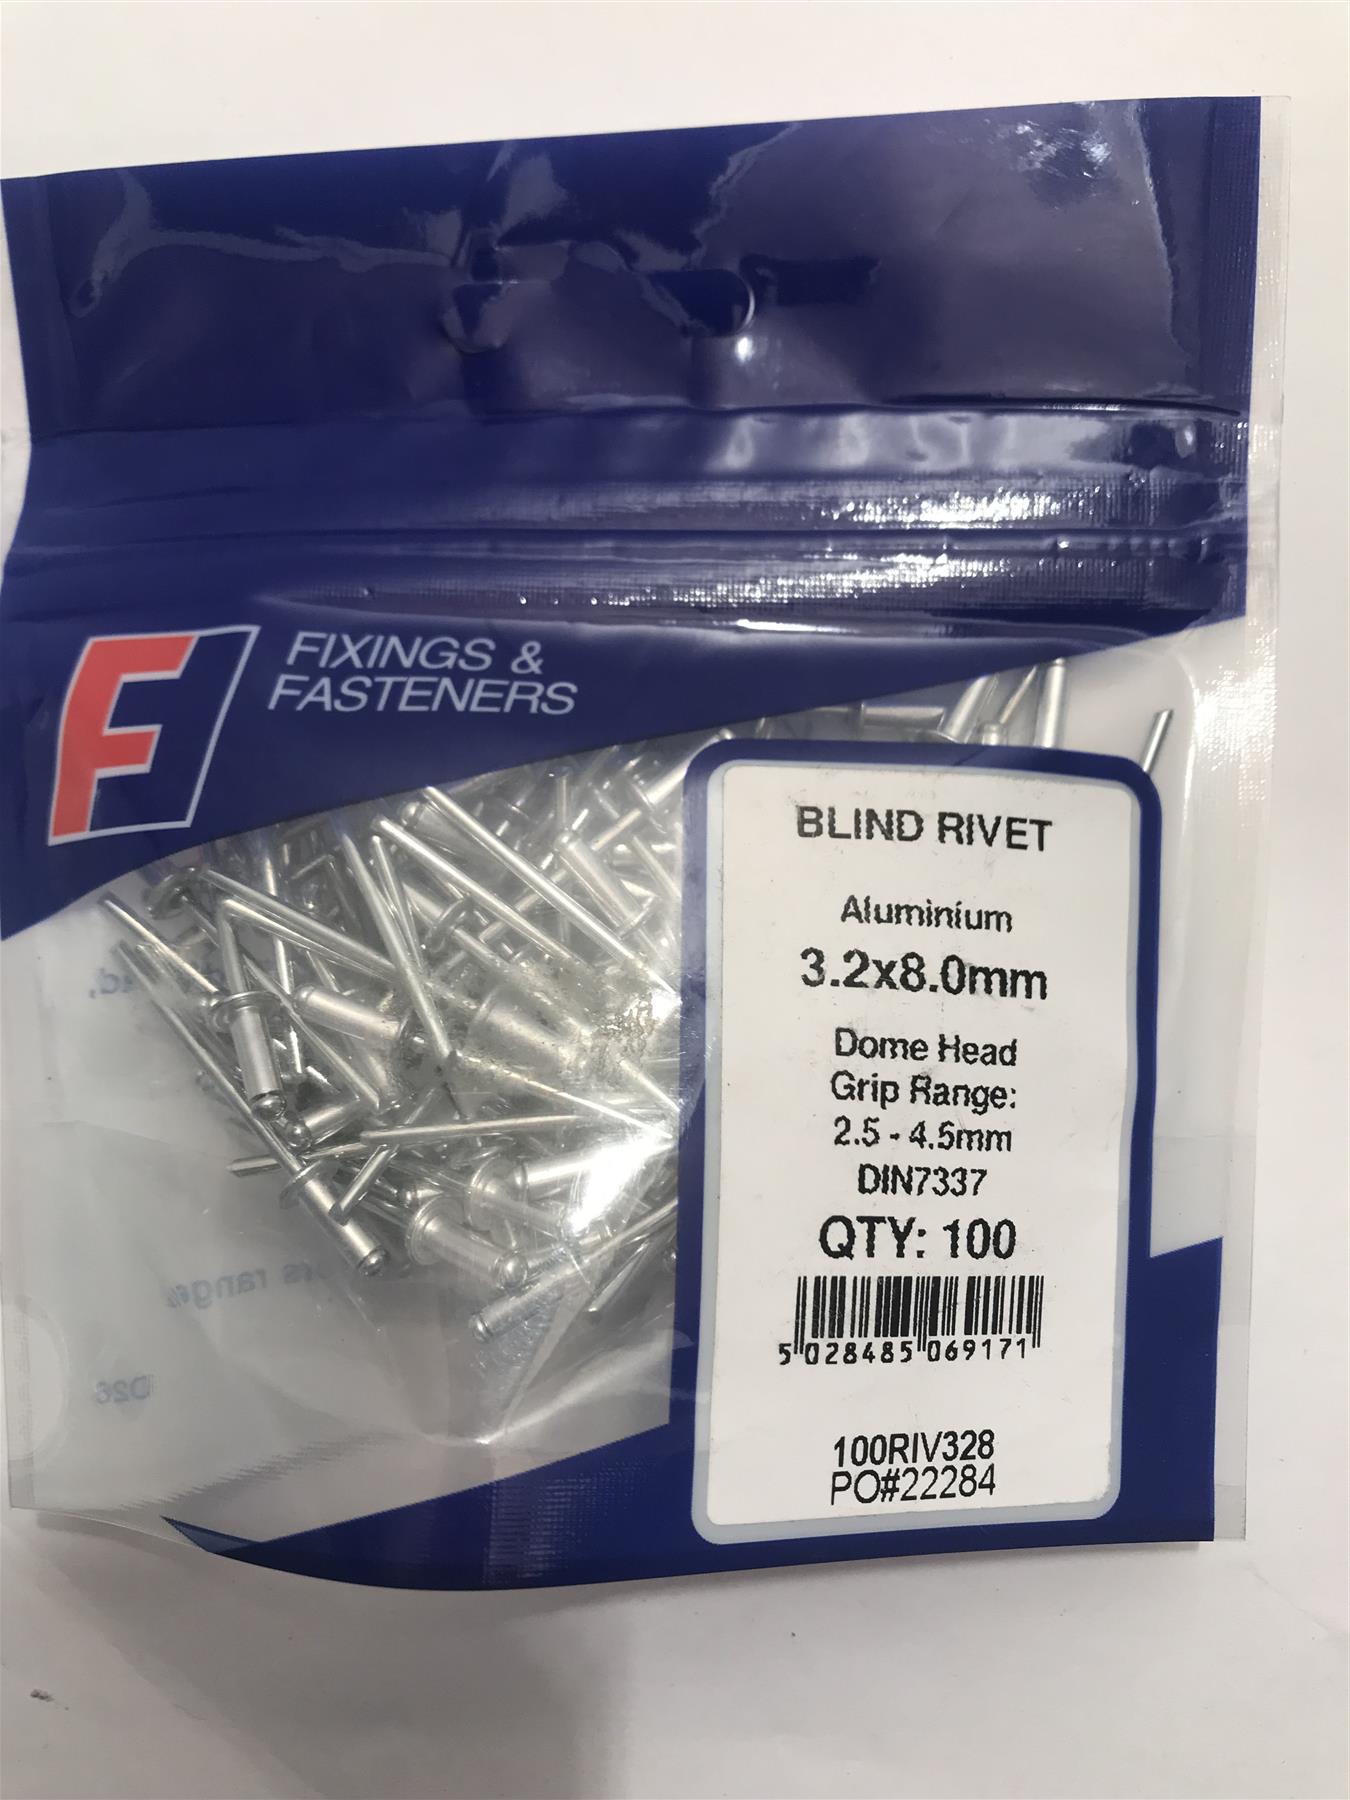 FIXINGS &
FASTENERS
BLIND RIVET
Aluminium
3.2x8.0mm
Dome Head
Grip Range:
2.5 - 4.5mm
DIN7337
QTY: 100
5 028485 069171
100RIV328
PO#22284